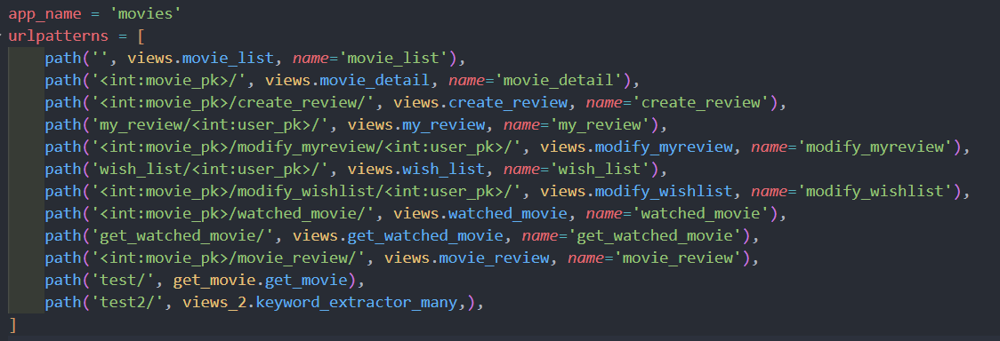 app_name = 'movies'
urlpatterns = [
    path('', views.movie_list, name='movie_list'),
    path('<int:movie_pk>/', views.movie_detail, name='movie_detail'),
    path('<int:movie_pk>/create_review/', views.create_review, name='create_review'),
    path('my_review/<int:user_pk>/', views.my_review, name='my_review'),
    path('<int:movie_pk>/modify_myreview/<int:user_pk>/', views.modify_myreview, name='modify_myreview'),
    path('wish_list/<int:user_pk>/', views.wish_list, name='wish_list'),
    path('<int:movie_pk>/modify_wishlist/<int:user_pk>/', views.modify_wishlist, name='modify_wishlist'),
    path('<int:movie_pk>/watched_movie/', views.watched_movie, name='watched_movie'),
    path('get_watched_movie/', views.get_watched_movie, name='get_watched_movie'),
    path('<int:movie_pk>/movie_review/', views.movie_review, name='movie_review'),
    path('test/', get_movie.get_movie),
    path('test2/', views_2.keyword_extractor_many,),
]